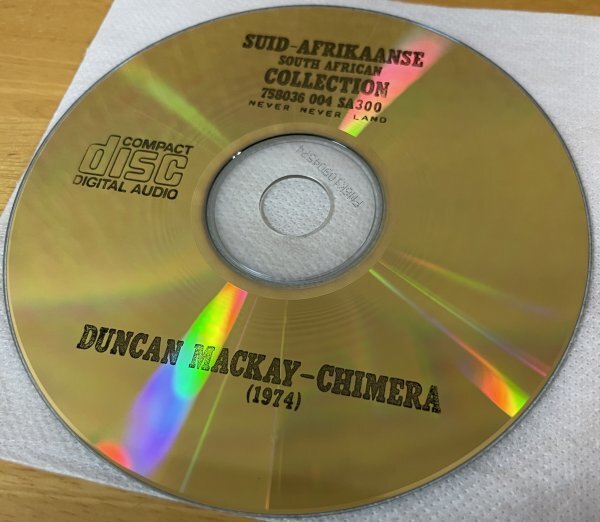 SUID-AFRIKAANSE
SOUTH AFRICAN
COLLECTION
758036 004 SA300
NEVER NEVER LAND
COMPACT
disc
DIGITAL AUDIO
DUNCAN MACKAY-CHIMERA
(1974)